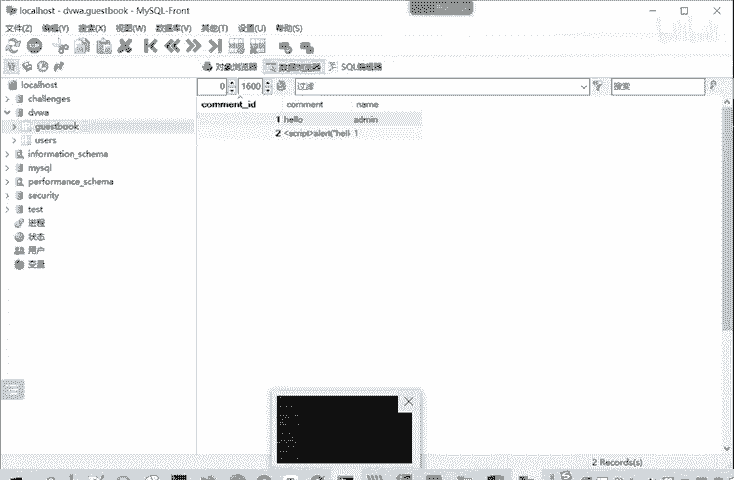 localhost - dvwa.guestbook - MySQL-Front
文件(Z) 编辑(Y) 搜索(X) 视图(W) 数据库(V) 其他(T) 设置(U) 帮助(S)
对象浏览器 数据浏览器 SQL编辑器
localhost
challenges
dvwa
guestbook
users
information_schema
mysql
performance_schema
security
test
进程
状态
用户
变量
0 1600 过滤 搜索
comment_id comment name
1 hello admin
2 <script>alert("hell 1
2 Records(s)